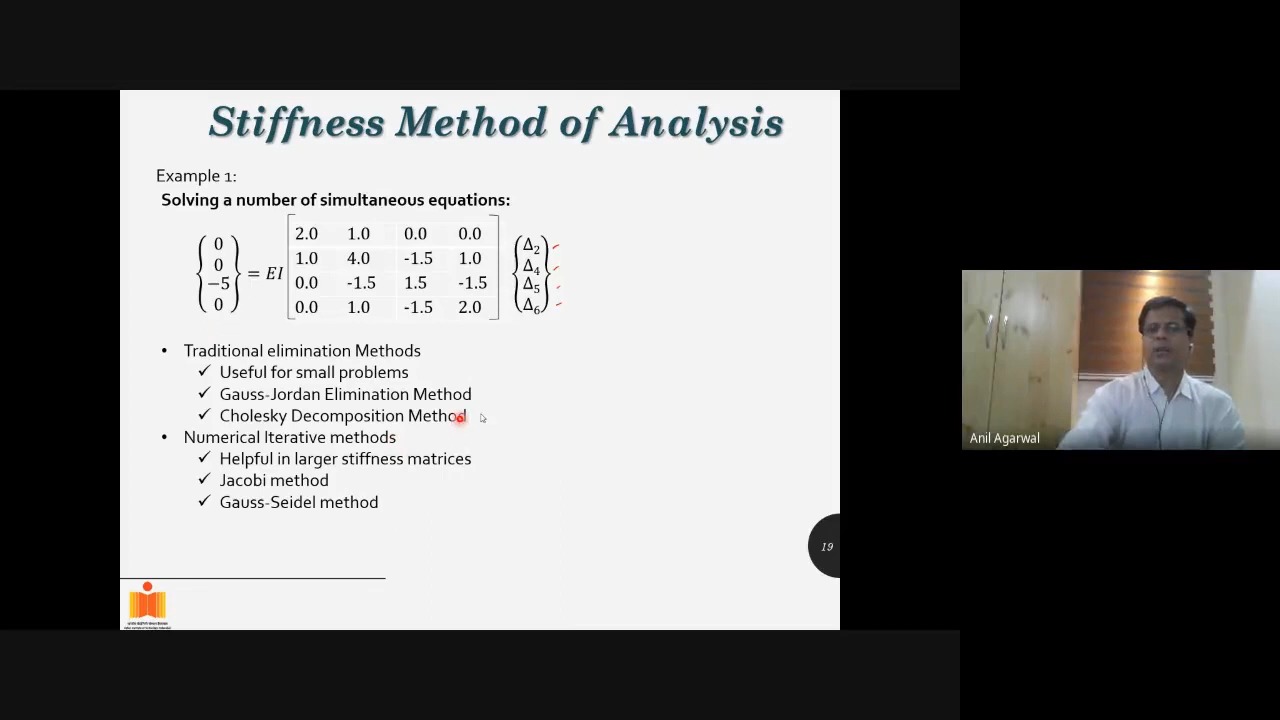 Stiffness Method of Analysis
Example 1:
Solving a number of simultaneous equations:
{0 0 −5 0} = EI [2.0 1.0 0.0 0.0
1.0 4.0 -1.5 1.0
0.0 -1.5 1.5 -1.5
0.0 1.0 -1.5 2.0] {Δ2 Δ4 Δ5 Δ6}
• Traditional elimination Methods
✓ Useful for small problems
✓ Gauss-Jordan Elimination Method
✓ Cholesky Decomposition Method
• Numerical Iterative methods
✓ Helpful in larger stiffness matrices
✓ Jacobi method
✓ Gauss-Seidel method
19
Anil Agarwal